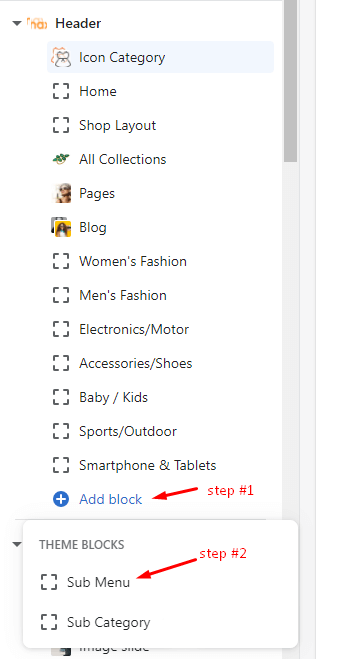 Header
Icon Category
Home
Shop Layout
All Collections
Pages
Blog
Women's Fashion
Men's Fashion
Electronics/Motor
Accessories/Shoes
Baby / Kids
Sports/Outdoor
Smartphone & Tablets
Add block
step #1
THEME BLOCKS
step #2
Sub Menu
Sub Category
Image Slide